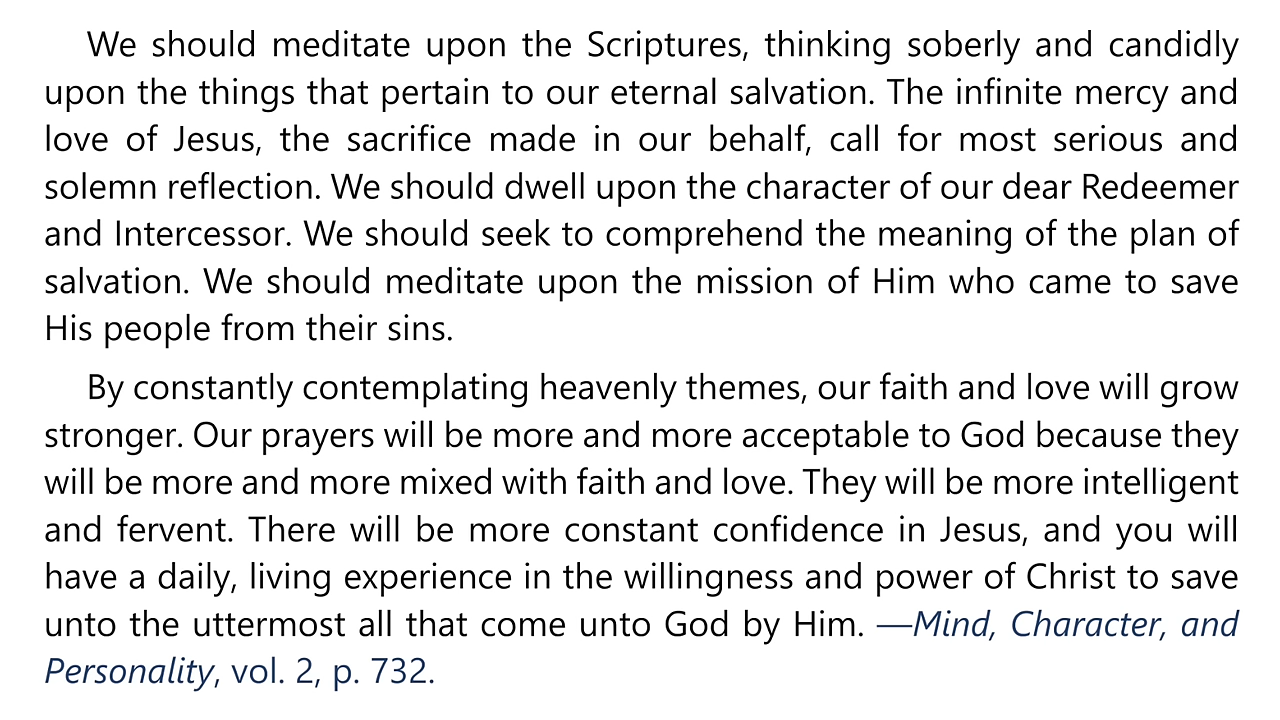 We should meditate upon the Scriptures, thinking soberly and candidly
upon the things that pertain to our eternal salvation. The infinite mercy and
love of Jesus, the sacrifice made in our behalf, call for most serious and
solemn reflection. We should dwell upon the character of our dear Redeemer
and Intercessor. We should seek to comprehend the meaning of the plan of
salvation. We should meditate upon the mission of Him who came to save
His people from their sins.
By constantly contemplating heavenly themes, our faith and love will grow
stronger. Our prayers will be more and more acceptable to God because they
will be more and more mixed with faith and love. They will be more intelligent
and fervent. There will be more constant confidence in Jesus, and you will
have a daily, living experience in the willingness and power of Christ to save
unto the uttermost all that come unto God by Him. —Mind, Character, and
Personality, vol. 2, p. 732.